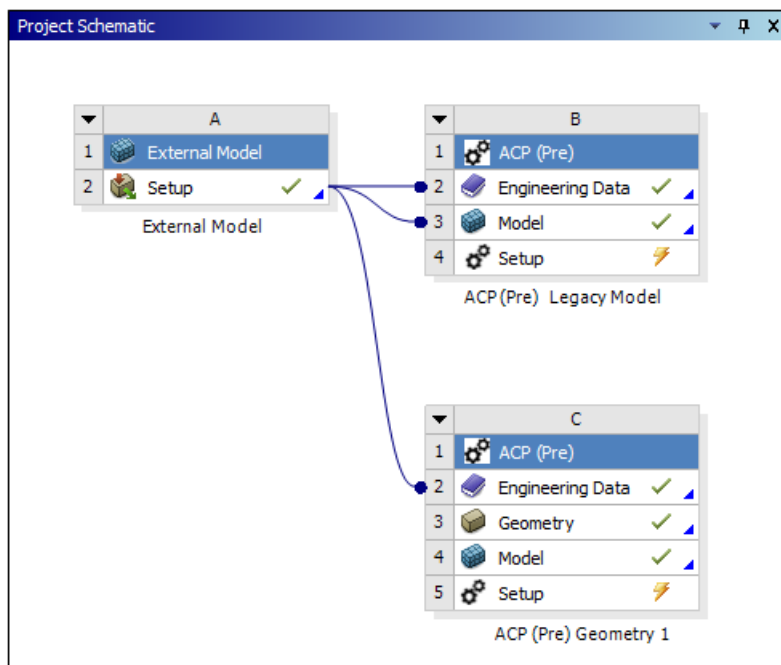 Project Schematic
A
1 External Model
2 Setup
External Model
B
1 ACP (Pre)
2 Engineering Data
3 Model
4 Setup
ACP (Pre) Legacy Model
C
1 ACP (Pre)
2 Engineering Data
3 Geometry
4 Model
5 Setup
ACP (Pre) Geometry 1